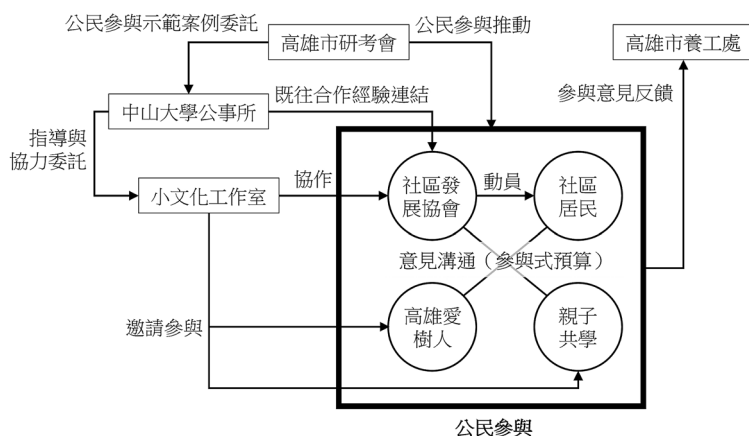 公民參與示範案例委託
高雄市研考會
公民參與推動
高雄市養工處
中山大學公事所
既往合作經驗連結
參與意見反饋
指導與
協力委託
小文化工作室
協作
社區發
展協會
動員
社區
居民
意見溝通（參與式預算）
邀請參與
高雄愛
樹人
親子
共學
公民參與